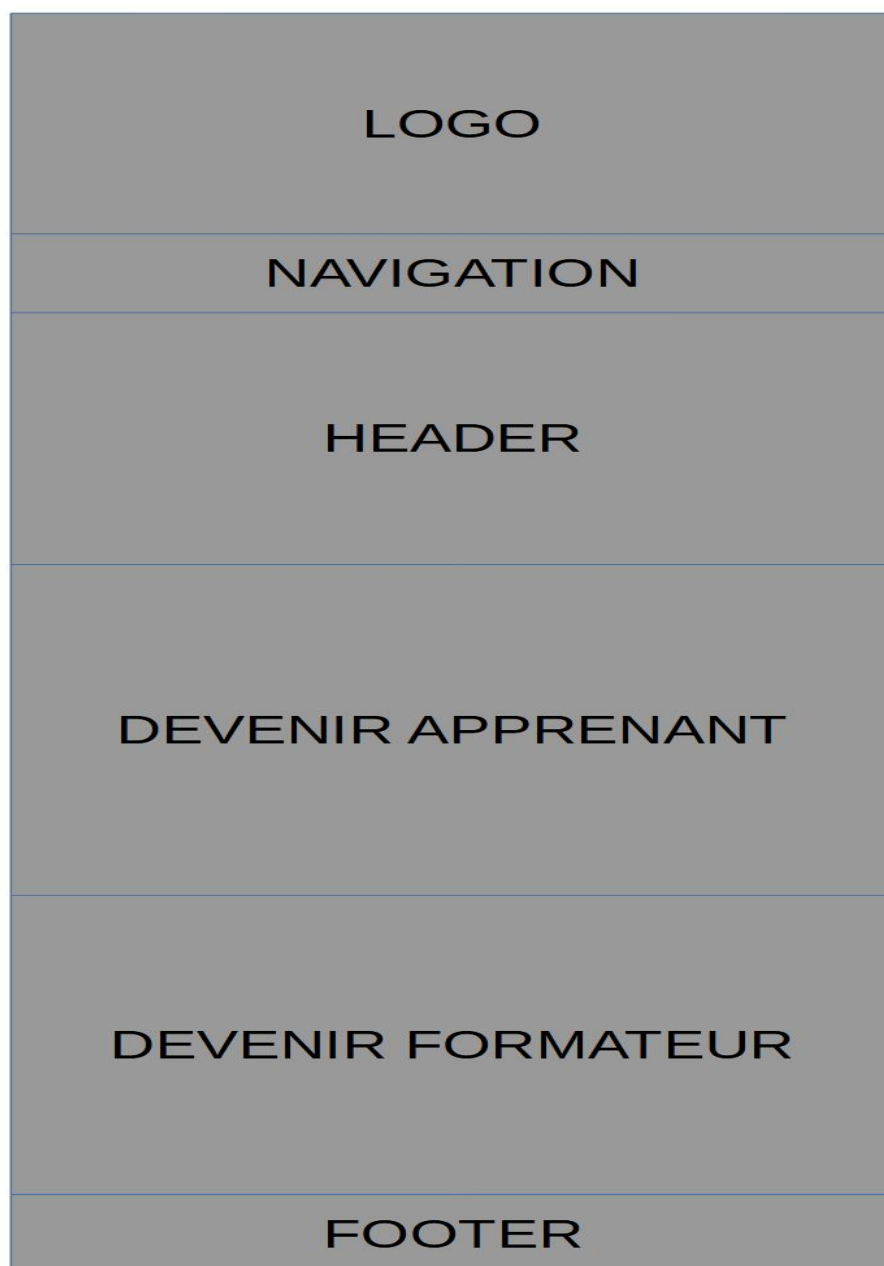 LOGO
NAVIGATION
HEADER
DEVENIR APPRENANT
DEVENIR FORMATEUR
FOOTER